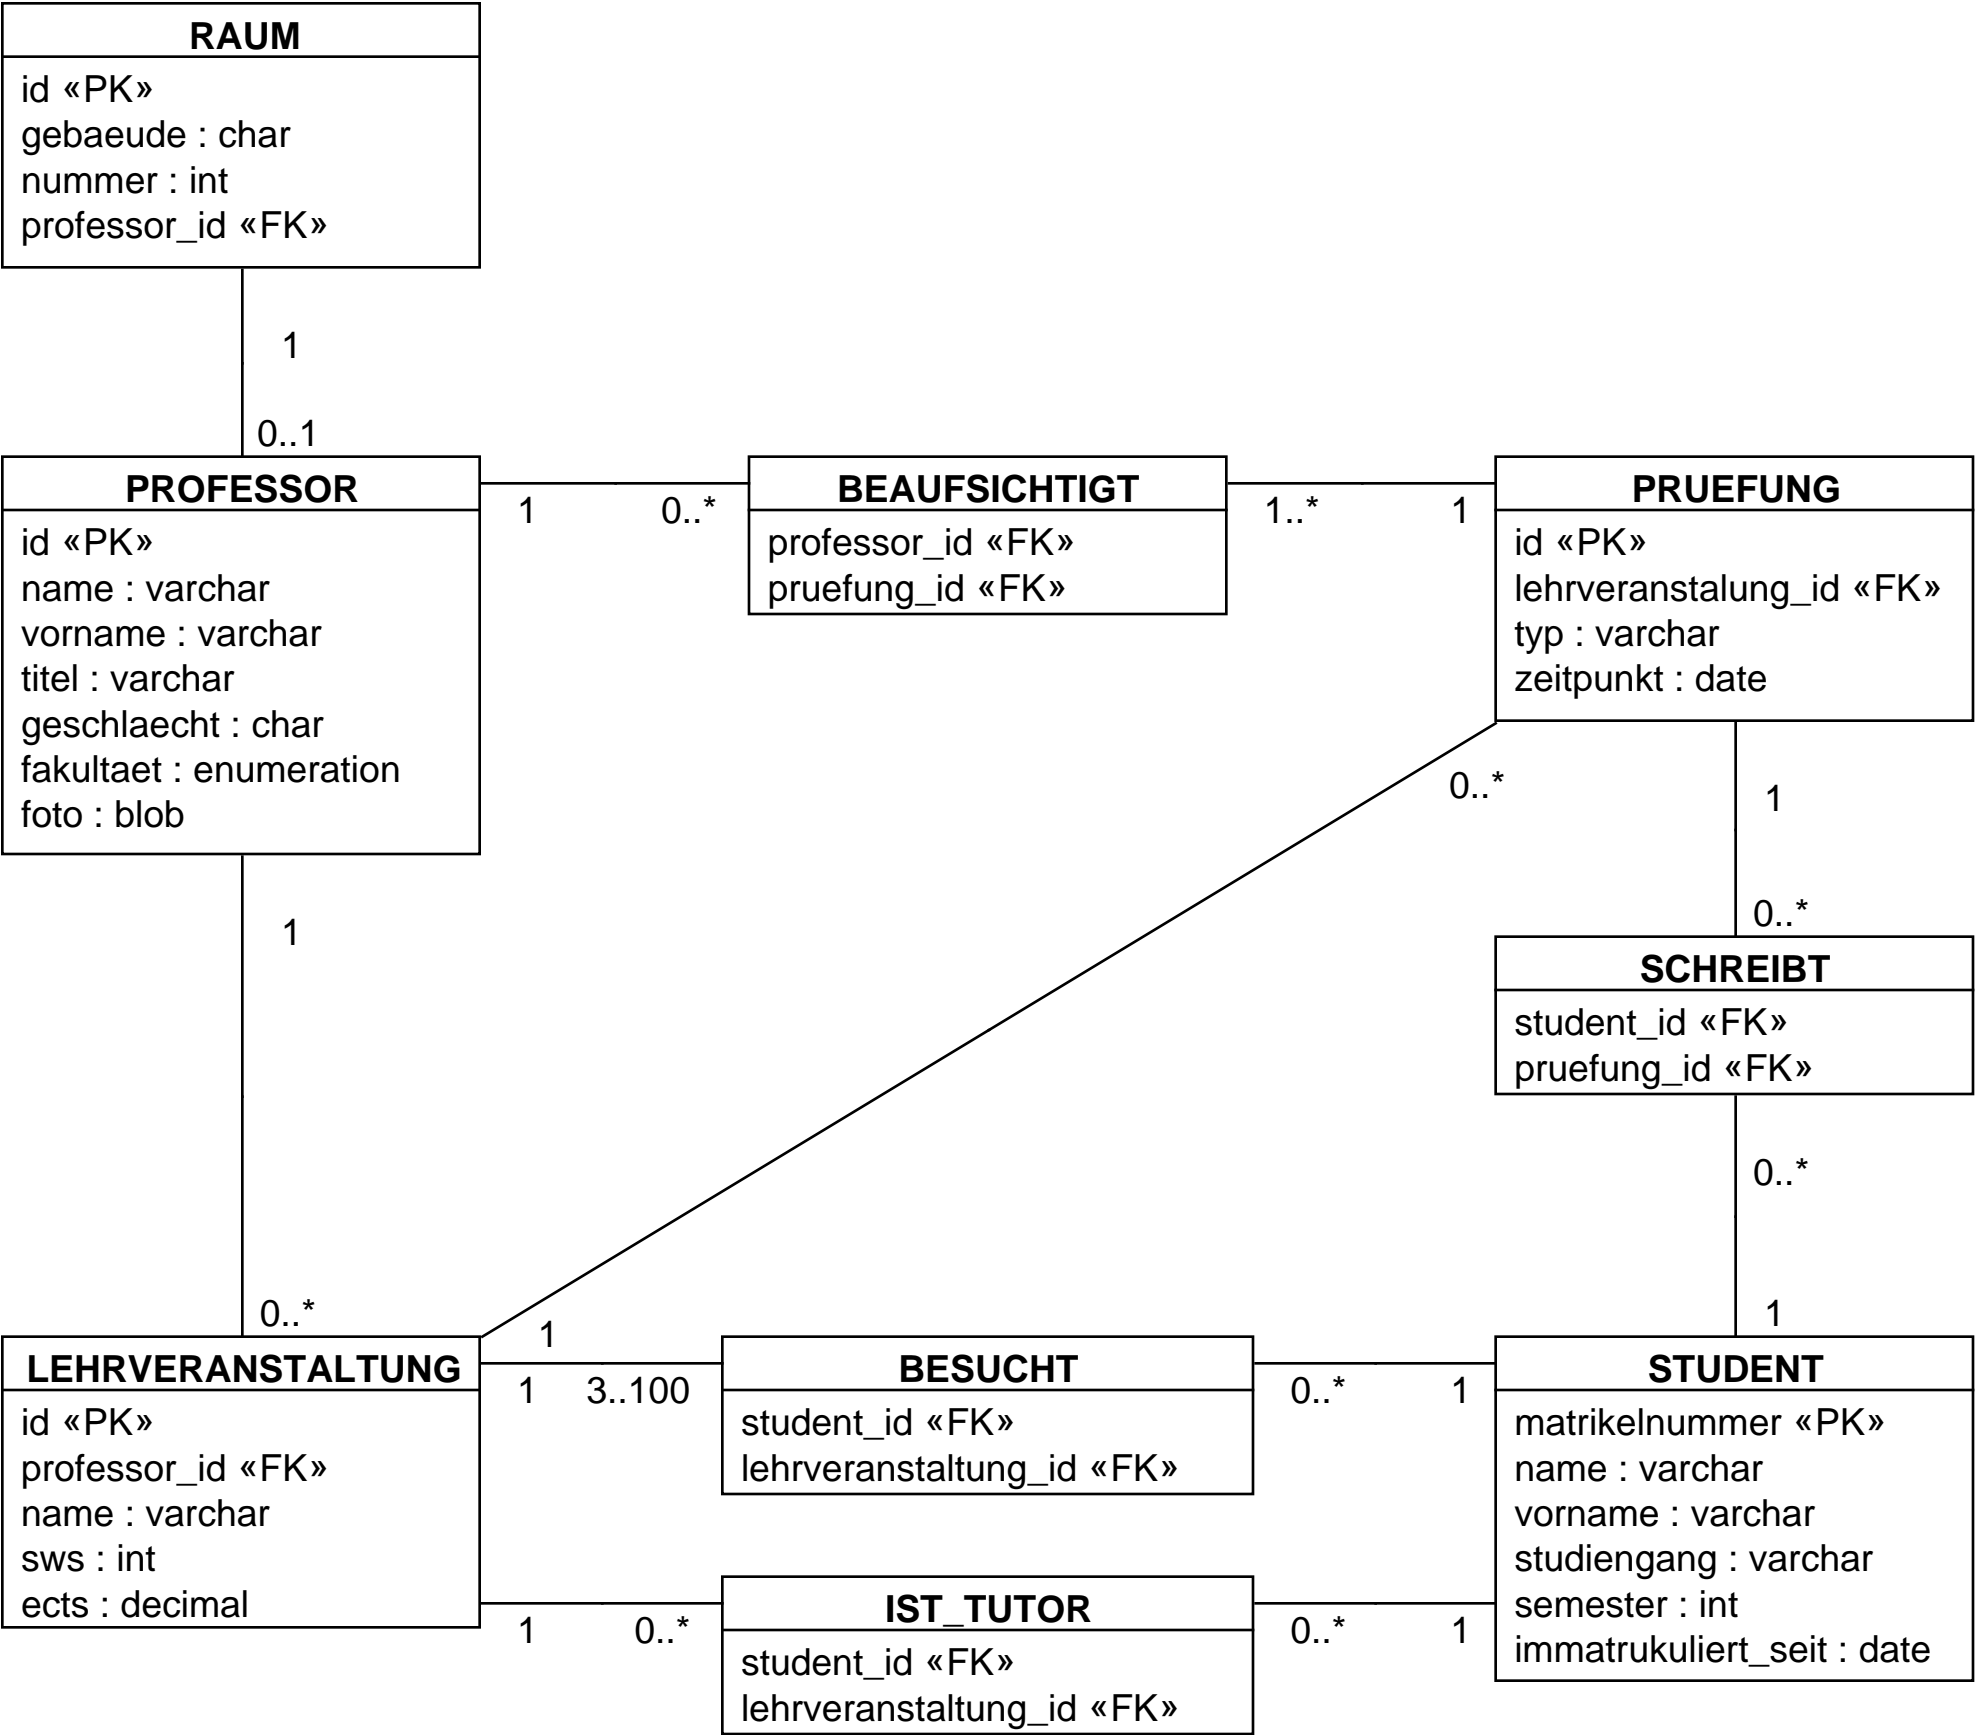 RAUM
id «PK»
gebaeude : char
nummer : int
professor_id «FK»
1
0..1
PROFESSOR
id «PK»
name : varchar
vorname : varchar
titel : varchar
geschlaecht : char
fakultaet : enumeration
foto : blob
1
0..*
BEAUFSICHTIGT
professor_id «FK»
pruefung_id «FK»
1..*
1
PRUEFUNG
id «PK»
lehrveranstalung_id «FK»
typ : varchar
zeitpunkt : date
0..*
1
1
0..*
SCHREIBT
student_id «FK»
pruefung_id «FK»
0..*
1
0..*
1
LEHRVERANSTALTUNG
id «PK»
professor_id «FK»
name : varchar
sws : int
ects : decimal
1
3..100
BESUCHT
student_id «FK»
lehrveranstaltung_id «FK»
0..*
1
STUDENT
matrikelnummer «PK»
name : varchar
vorname : varchar
studiengang : varchar
semester : int
immatrukuliert_seit : date
1
0..*
IST_TUTOR
student_id «FK»
lehrveranstaltung_id «FK»
0..*
1